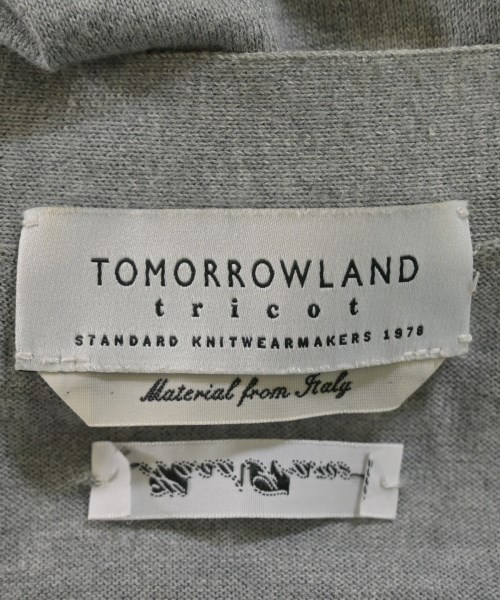 TOMORROWLAND
tricot
STANDARD KNITWEARMAKERS 1978
Material from Italy